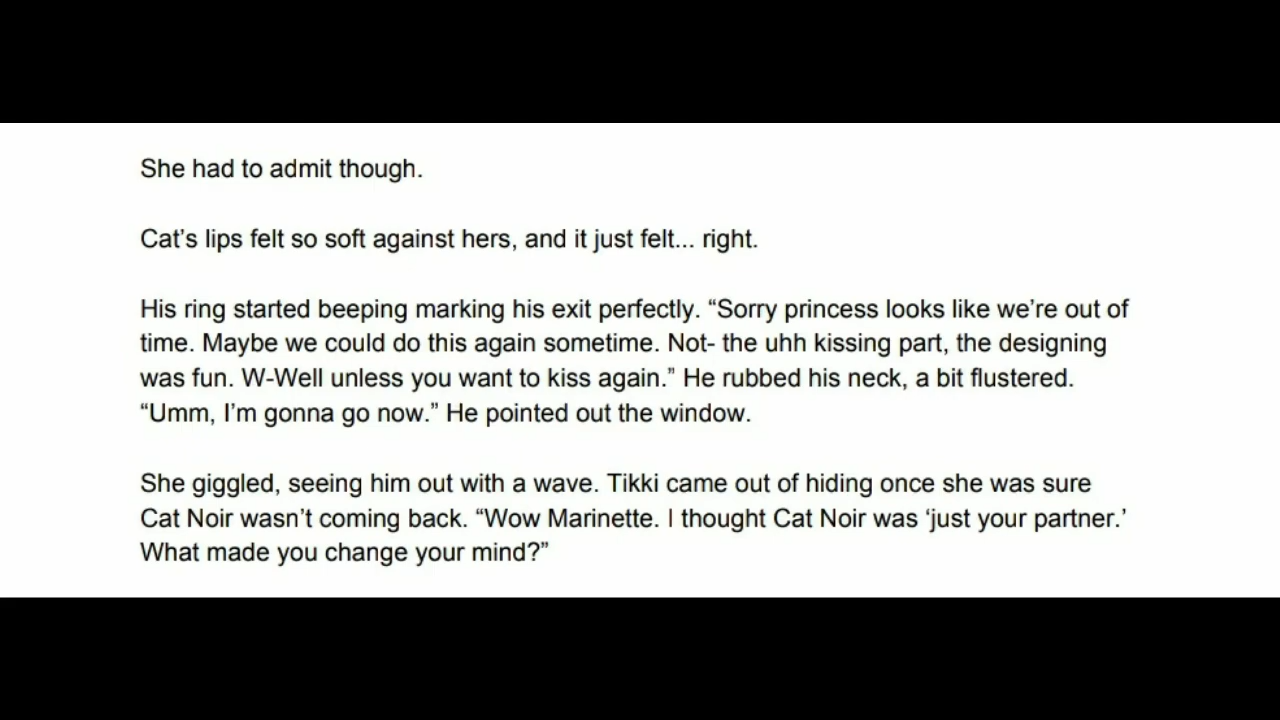 She had to admit though.
Cat’s lips felt so soft against hers, and it just felt... right.
His ring started beeping marking his exit perfectly. “Sorry princess looks like we’re out of
time. Maybe we could do this again sometime. Not- the uhh kissing part, the designing
was fun. W-Well unless you want to kiss again.” He rubbed his neck, a bit flustered.
“Umm, I’m gonna go now.” He pointed out the window.
She giggled, seeing him out with a wave. Tikki came out of hiding once she was sure
Cat Noir wasn’t coming back. “Wow Marinette. I thought Cat Noir was ‘just your partner.’
What made you change your mind?”